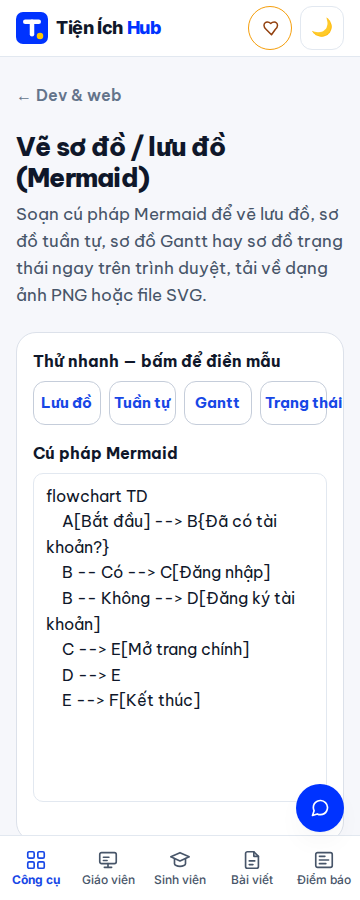 Tiện Ích Hub
← Dev & web
Vẽ sơ đồ / lưu đồ
(Mermaid)
Soạn cú pháp Mermaid để vẽ lưu đồ, sơ
đồ tuần tự, sơ đồ Gantt hay sơ đồ trạng
thái ngay trên trình duyệt, tải về dạng
ảnh PNG hoặc file SVG.
Thử nhanh — bấm để điền mẫu
Lưu đồ Tuần tự Gantt Trạng thái
Cú pháp Mermaid
flowchart TD
A[Bắt đầu] --> B{Đã có tài
khoản?}
B -- Có --> C[Đăng nhập]
B -- Không --> D[Đăng ký tài
khoản]
C --> E[Mở trang chính]
D --> E
E --> F[Kết thúc]
Công cụ Giáo viên Sinh viên Bài viết Điểm báo